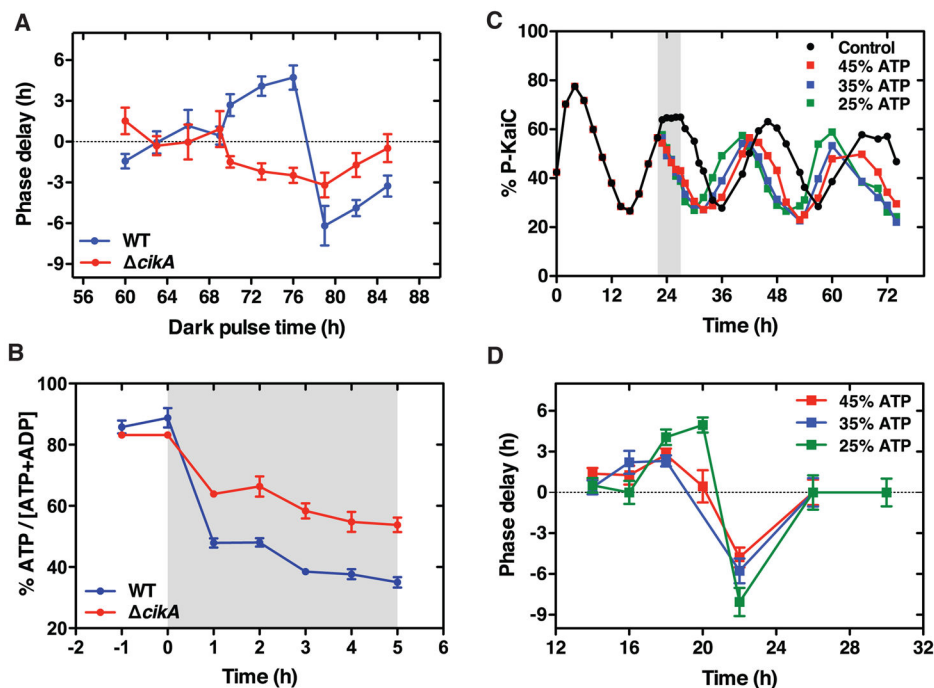 A
Phase delay (h)
6
3
0
-3
-6
-9
WT
ΔcikA
56 60 64 68 72 76 80 84 88
Dark pulse time (h)
B
% ATP / [ATP+ADP]
100
80
60
40
20
WT
ΔcikA
-2 -1 0 1 2 3 4 5 6
Time (h)
C
% P-KaiC
100
80
60
40
20
0
Control
45% ATP
35% ATP
25% ATP
0 12 24 36 48 60 72
Time (h)
D
Phase delay (h)
6
3
0
-3
-6
-9
45% ATP
35% ATP
25% ATP
12 16 20 24 28 32
Time (h)